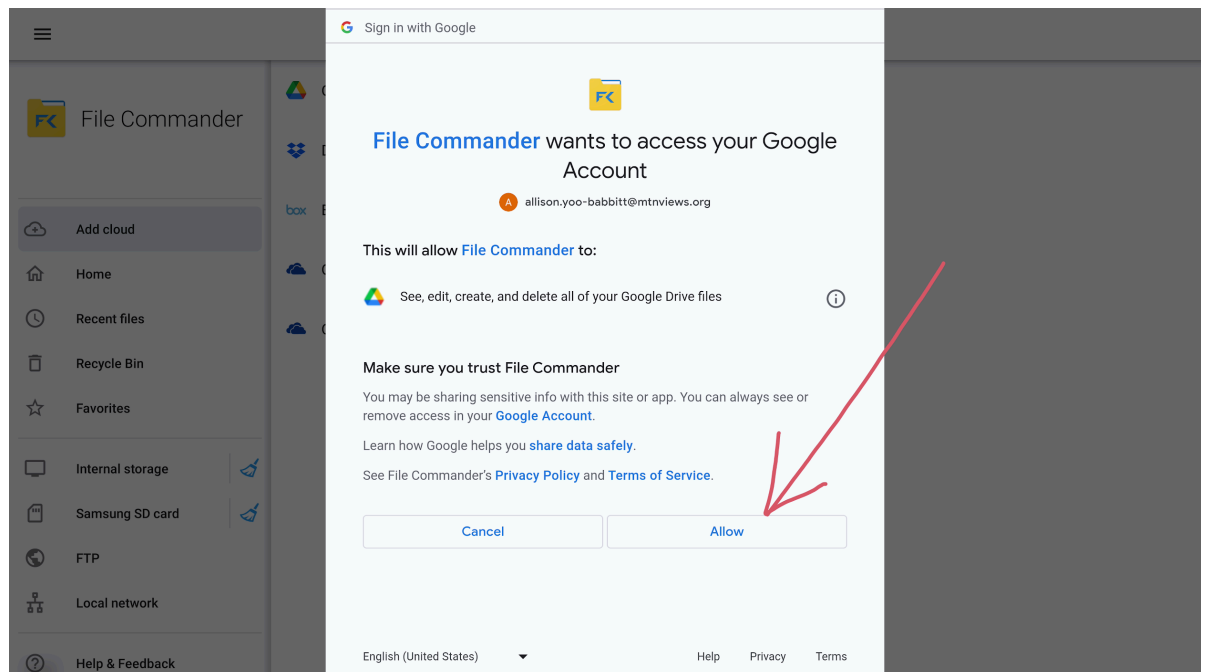 Sign in with Google
FK
File Commander
FK
File Commander wants to access your Google
Account
A allison.yoo-babbitt@mtnviews.org
box
Add cloud
Home
Recent files
Recycle Bin
Favorites
Internal storage
Samsung SD card
FTP
Local network
Help & Feedback
This will allow File Commander to:
See, edit, create, and delete all of your Google Drive files
Make sure you trust File Commander
You may be sharing sensitive info with this site or app. You can always see or
remove access in your Google Account.
Learn how Google helps you share data safely.
See File Commander's Privacy Policy and Terms of Service.
Cancel
Allow
English (United States)
Help
Privacy
Terms